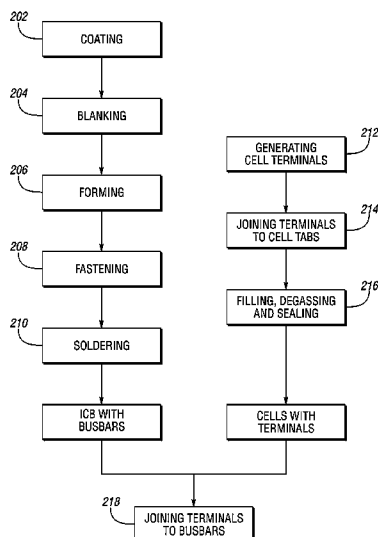 202
COATING
204
BLANKING
206
FORMING
208
FASTENING
210
SOLDERING
ICB WITH
BUSBARS
212
GENERATING
CELL TERMINALS
214
JOINING TERMINALS
TO CELL TABS
216
FILLING, DEGASSING
AND SEALING
CELLS WITH
TERMINALS
218
JOINING TERMINALS
TO BUSBARS